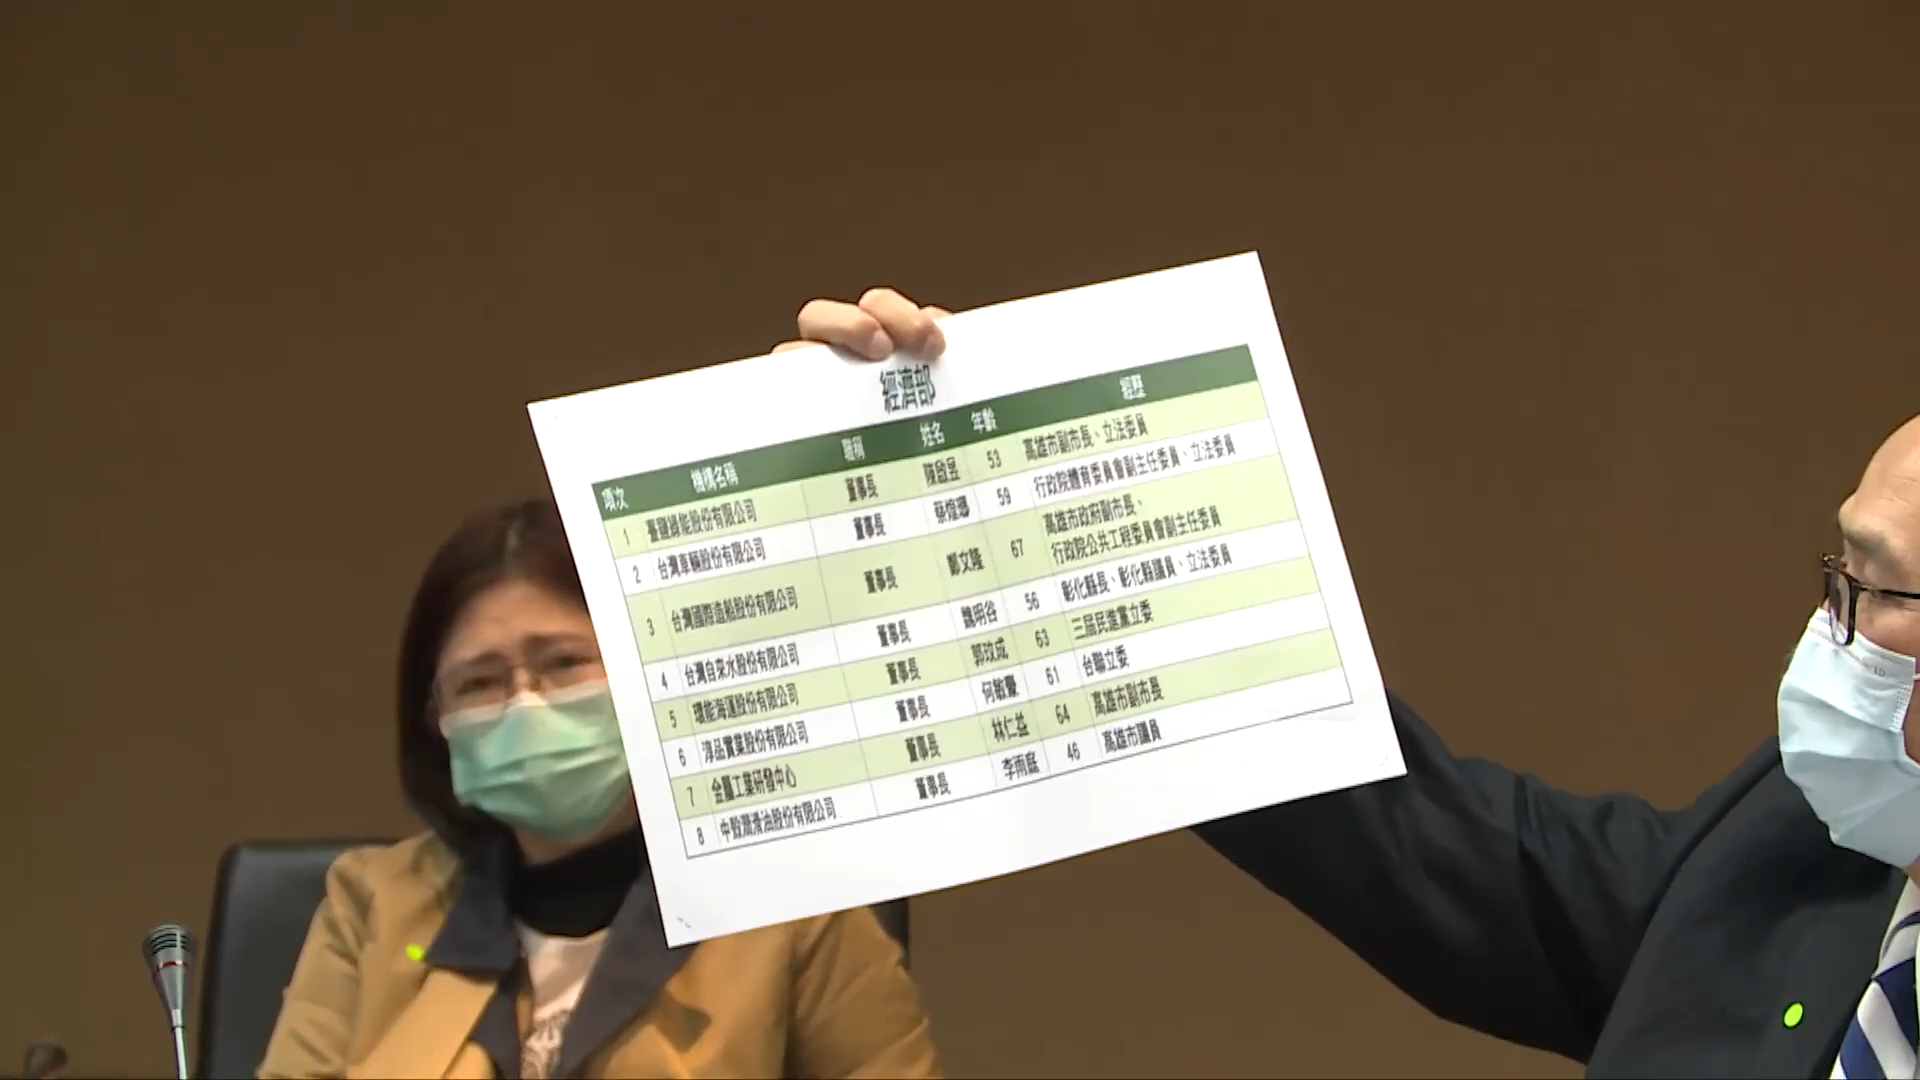 經濟部
項次 機構名稱 職稱 姓名 年齡 經歷
1 臺鹽綠能股份有限公司 董事長 陳啟昱 53 高雄市副市長、立法委員
2 台灣車輛股份有限公司 董事長 蔡煌瑯 59 行政院體育委員會副主任委員、立法委員
3 台灣國際造船股份有限公司 董事長 鄭文隆 67 高雄市政府副市長、
行政院公共工程委員會副主任委員
4 台灣自來水股份有限公司 董事長 魏明谷 56 彰化縣長、彰化縣議員、立法委員
5 環能海運股份有限公司 董事長 郭玟成 63 三屆民進黨立委
6 淳品實業股份有限公司 董事長 何敏豪 61 台聯立委
7 金屬工業研發中心 董事長 林仁益 64 高雄市副市長
8 中殼潤滑油股份有限公司 董事長 李雨庭 46 高雄市議員